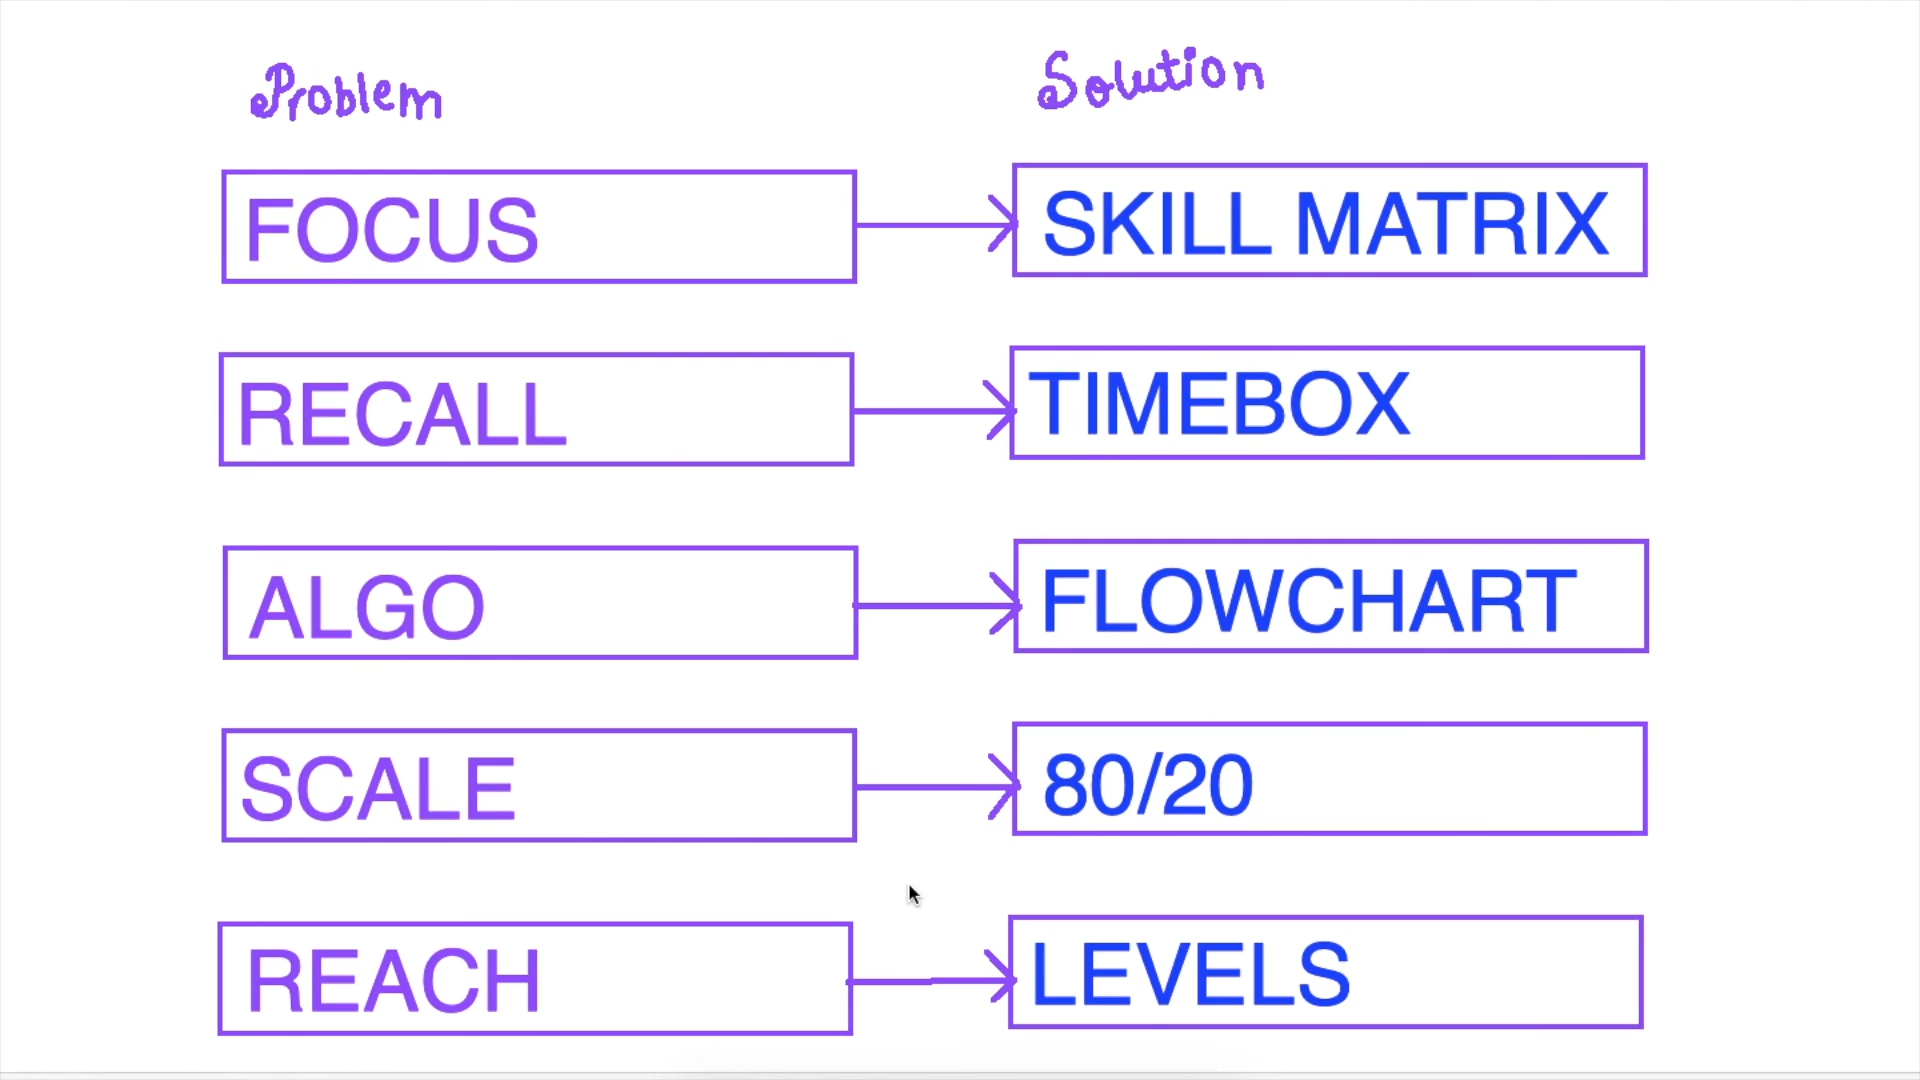 Problem
Solution
FOCUS
SKILL MATRIX
RECALL
TIMEBOX
ALGO
FLOWCHART
SCALE
80/20
REACH
LEVELS